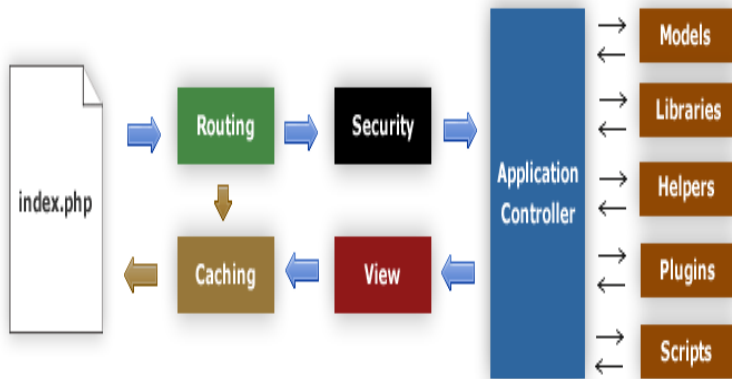 index.php
Routing
Security
Application
Controller
Caching
View
Models
Libraries
Helpers
Plugins
Scripts